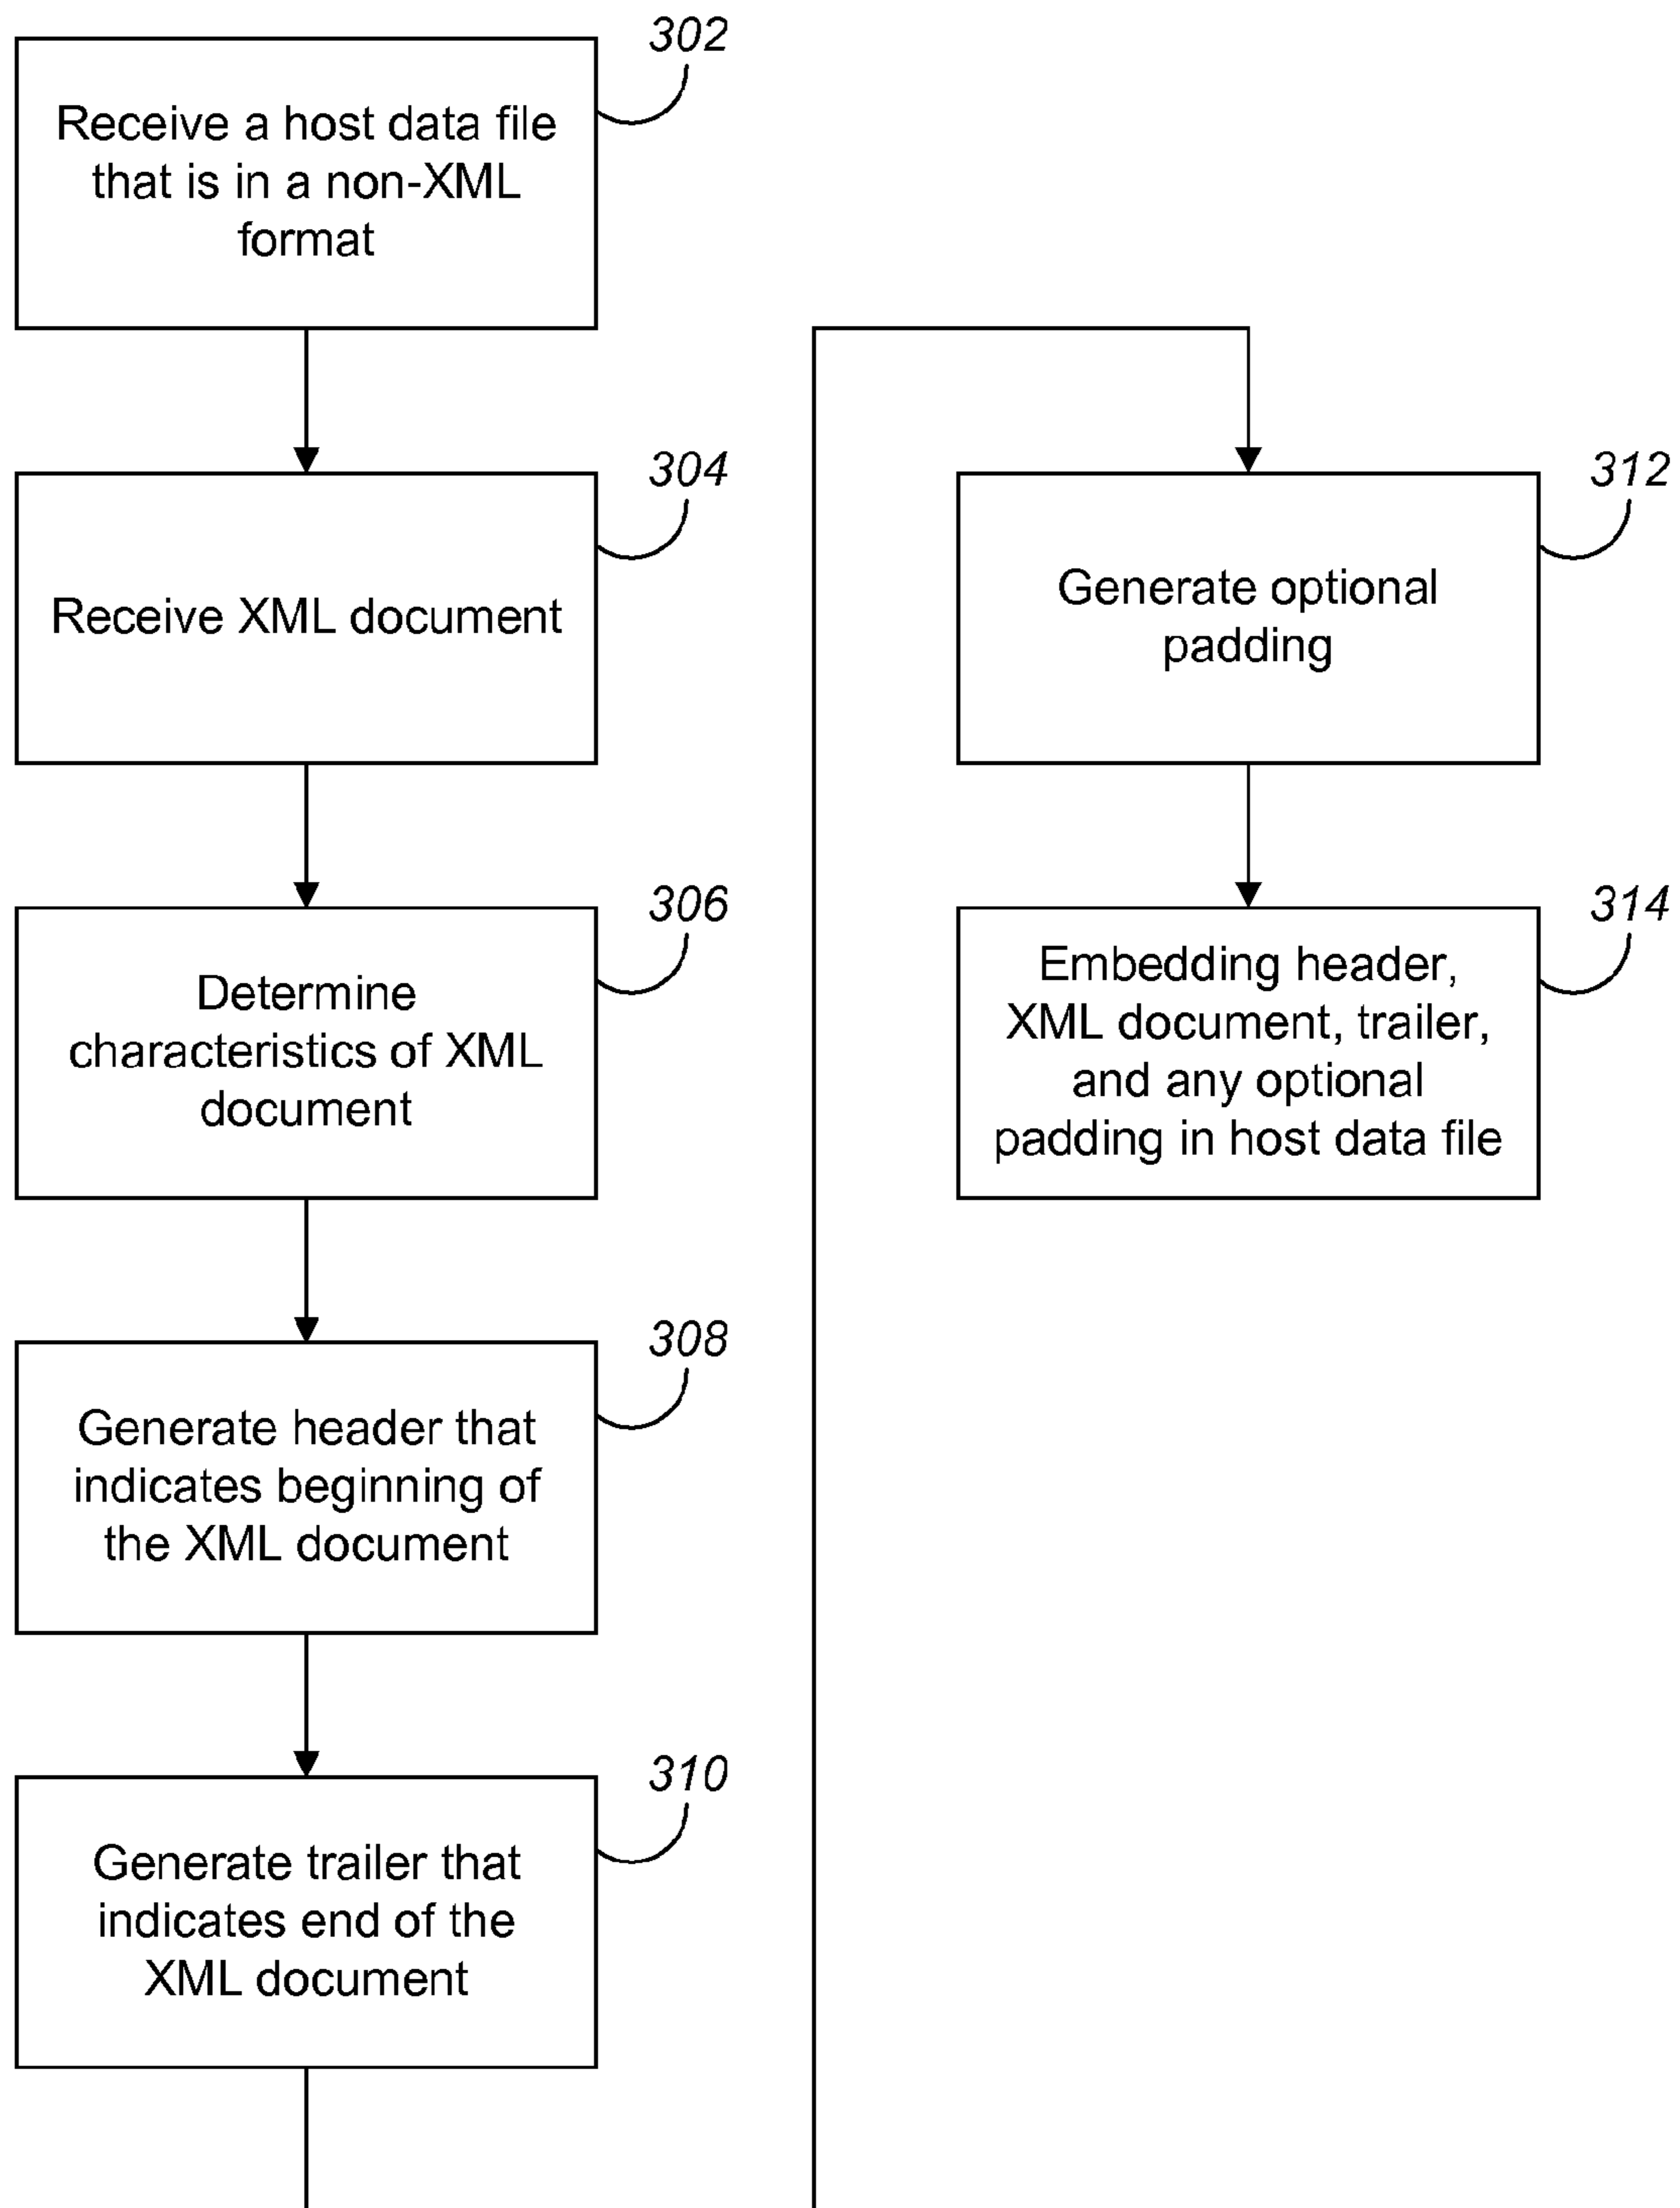 302
Receive a host data file
that is in a non-XML
format
304
Receive XML document
306
Determine
characteristics of XML
document
308
Generate header that
indicates beginning of
the XML document
310
Generate trailer that
indicates end of the
XML document
312
Generate optional
padding
314
Embedding header,
XML document, trailer,
and any optional
padding in host data file